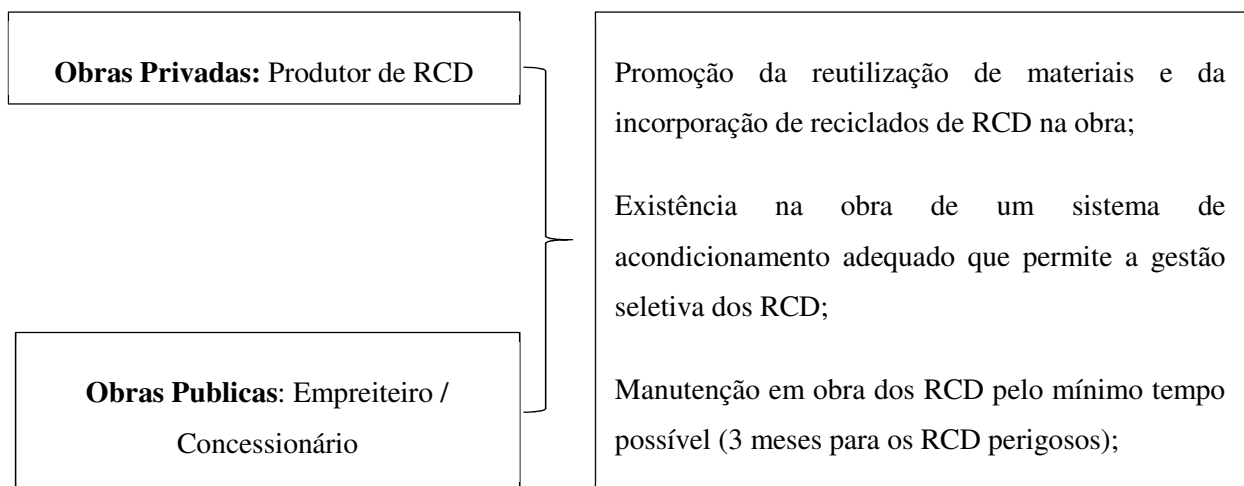 Obras Privadas: Produtor de RCD
Obras Publicas: Empreiteiro /
Concessionário
Promoção da reutilização de materiais e da
incorporação de reciclados de RCD na obra;
Existência na obra de um sistema de
acondicionamento adequado que permite a gestão
seletiva dos RCD;
Manutenção em obra dos RCD pelo mínimo tempo
possível (3 meses para os RCD perigosos);